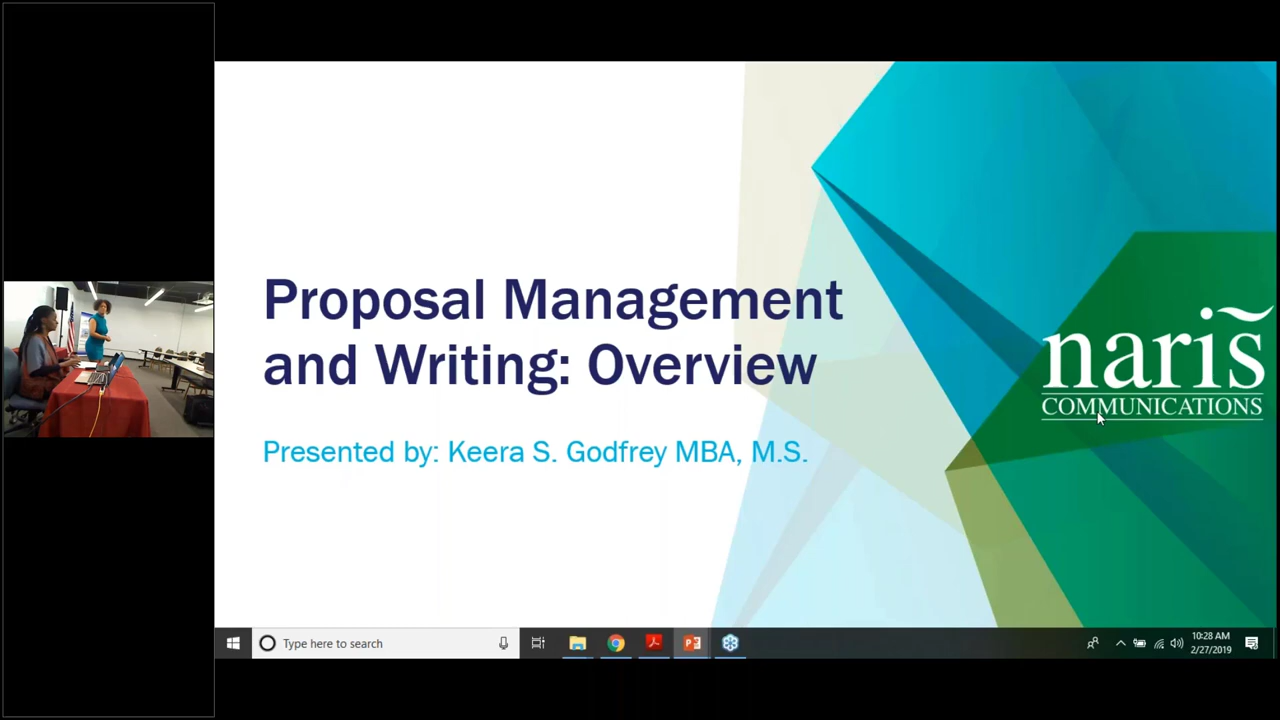 Proposal Management
and Writing: Overview
Presented by: Keera S. Godfrey MBA, M.S.
naris
COMMUNICATIONS
Type here to search
10:28 AM
2/27/2019